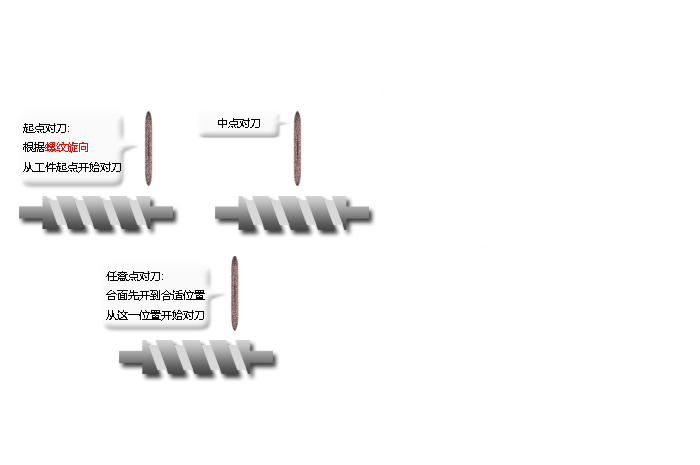 起点对刀:
根据螺纹旋向
从工件起点开始对刀
中点对刀
任意点对刀:
台面先开到合适位置
从这一位置开始对刀